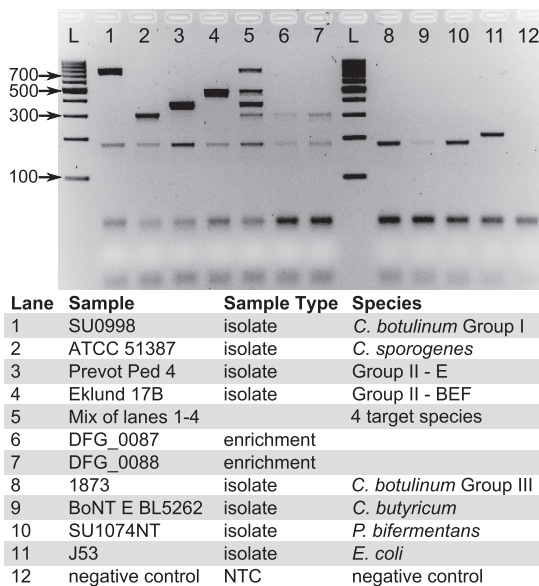 L 1 2 3 4 5 6 7 L 8 9 10 11 12
700
500
300
100
Lane Sample Sample Type Species
1 SU0998 isolate C. botulinum Group I
2 ATCC 51387 isolate C. sporogenes
3 Prevot Ped 4 isolate Group II - E
4 Eklund 17B isolate Group II - BEF
5 Mix of lanes 1-4 4 target species
6 DFG_0087 enrichment
7 DFG_0088 enrichment
8 1873 isolate C. botulinum Group III
9 BoNT E BL5262 isolate C. butyricum
10 SU1074NT isolate P. bifermentans
11 J53 isolate E. coli
12 negative control NTC negative control